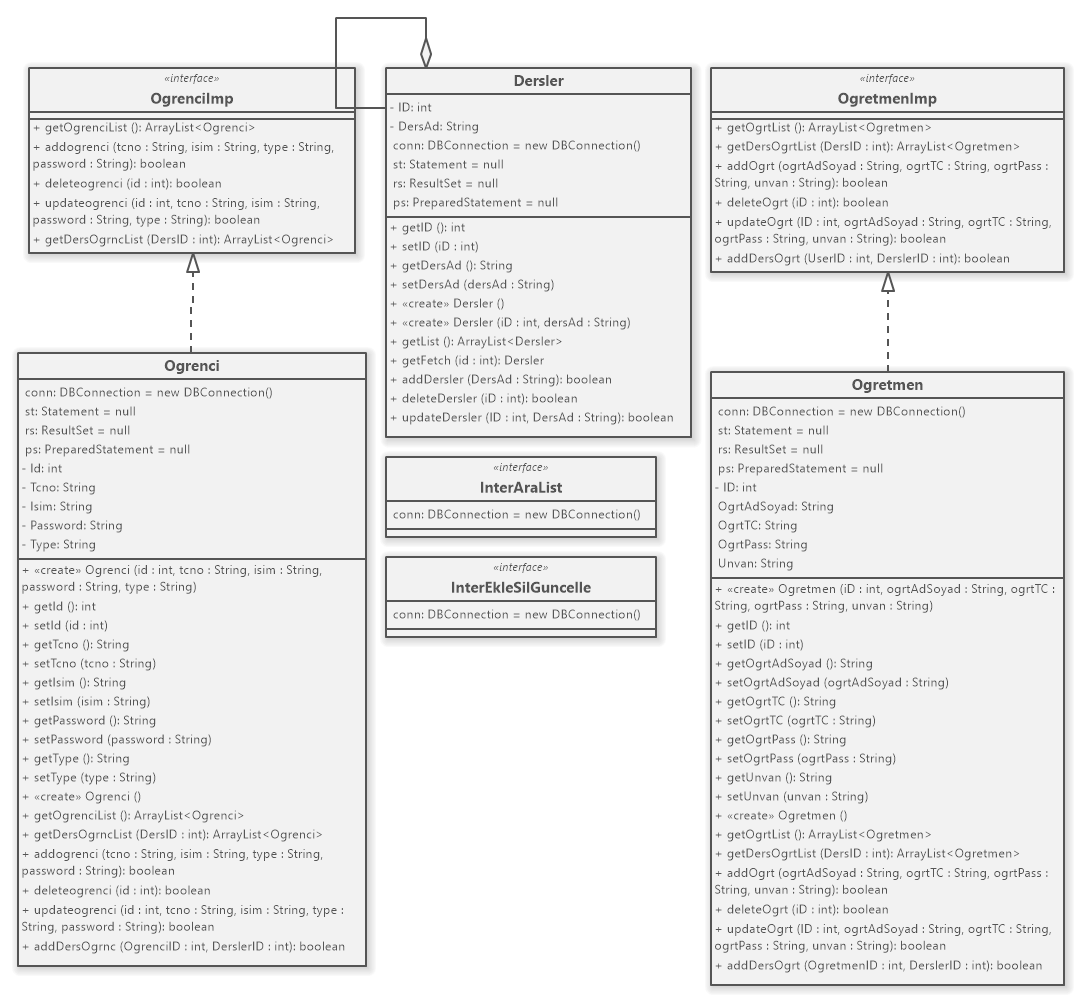 «interface»
OgrenciImp
+ getOgrenciList (): ArrayList<Ogrenci>
+ addogrenci (tcno : String, isim : String, type : String,
password : String): boolean
+ deleteogrenci (id : int): boolean
+ updateogrenci (id : int, tcno : String, isim : String,
password : String, type : String): boolean
+ getDersOgrncList (DersID : int): ArrayList<Ogrenci>
Dersler
- ID: int
- DersAd: String
conn: DBConnection = new DBConnection()
st: Statement = null
rs: ResultSet = null
ps: PreparedStatement = null
+ getID (): int
+ setID (iD : int)
+ getDersAd (): String
+ setDersAd (dersAd : String)
+ «create» Dersler ()
+ «create» Dersler (iD : int, dersAd : String)
+ getList (): ArrayList<Dersler>
+ getFetch (id : int): Dersler
+ addDersler (DersAd : String): boolean
+ deleteDersler (iD : int): boolean
+ updateDersler (ID : int, DersAd : String): boolean
«interface»
OgretmenImp
+ getOgrtList (): ArrayList<Ogretmen>
+ getDersOgrtList (DersID : int): ArrayList<Ogretmen>
+ addOgrt (ogrtAdSoyad : String, ogrtTC : String, ogrtPass :
String, unvan : String): boolean
+ deleteOgrt (iD : int): boolean
+ updateOgrt (ID : int, ogrtAdSoyad : String, ogrtTC : String,
ogrtPass : String, unvan : String): boolean
+ addDersOgrt (UserID : int, DerslerID : int): boolean
Ogrenci
conn: DBConnection = new DBConnection()
st: Statement = null
rs: ResultSet = null
ps: PreparedStatement = null
- Id: int
- Tcno: String
- Isim: String
- Password: String
- Type: String
+ «create» Ogrenci (id : int, tcno : String, isim : String,
password : String, type : String)
+ getId (): int
+ setId (id : int)
+ getTcno (): String
+ setTcno (tcno : String)
+ getIsim (): String
+ setIsim (isim : String)
+ getPassword (): String
+ setPassword (password : String)
+ getType (): String
+ setType (type : String)
+ «create» Ogrenci ()
+ getOgrenciList (): ArrayList<Ogrenci>
+ getDersOgrncList (DersID : int): ArrayList<Ogrenci>
+ addogrenci (tcno : String, isim : String, type : String,
password : String): boolean
+ deleteogrenci (id : int): boolean
+ updateogrenci (id : int, tcno : String, isim : String, type :
String, password : String): boolean
+ addDersOgrnc (OgrenciID : int, DerslerID : int): boolean
«interface»
InterAraList
conn: DBConnection = new DBConnection()
«interface»
InterEkleSilGuncelle
conn: DBConnection = new DBConnection()
Ogretmen
conn: DBConnection = new DBConnection()
st: Statement = null
rs: ResultSet = null
ps: PreparedStatement = null
- ID: int
OgrtAdSoyad: String
OgrtTC: String
OgrtPass: String
Unvan: String
+ «create» Ogretmen (iD : int, ogrtAdSoyad : String, ogrtTC :
String, ogrtPass : String, unvan : String)
+ getID (): int
+ setID (iD : int)
+ getOgrtAdSoyad (): String
+ setOgrtAdSoyad (ogrtAdSoyad : String)
+ getOgrtTC (): String
+ setOgrtTC (ogrtTC : String)
+ getOgrtPass (): String
+ setOgrtPass (ogrtPass : String)
+ getUnvan (): String
+ setUnvan (unvan : String)
+ «create» Ogretmen ()
+ getOgrtList (): ArrayList<Ogretmen>
+ getDersOgrtList (DersID : int): ArrayList<Ogretmen>
+ addOgrt (ogrtAdSoyad : String, ogrtTC : String, ogrtPass :
String, unvan : String): boolean
+ deleteOgrt (iD : int): boolean
+ updateOgrt (ID : int, ogrtAdSoyad : String, ogrtTC : String,
ogrtPass : String, unvan : String): boolean
+ addDersOgrt (OgretmenID : int, DerslerID : int): boolean